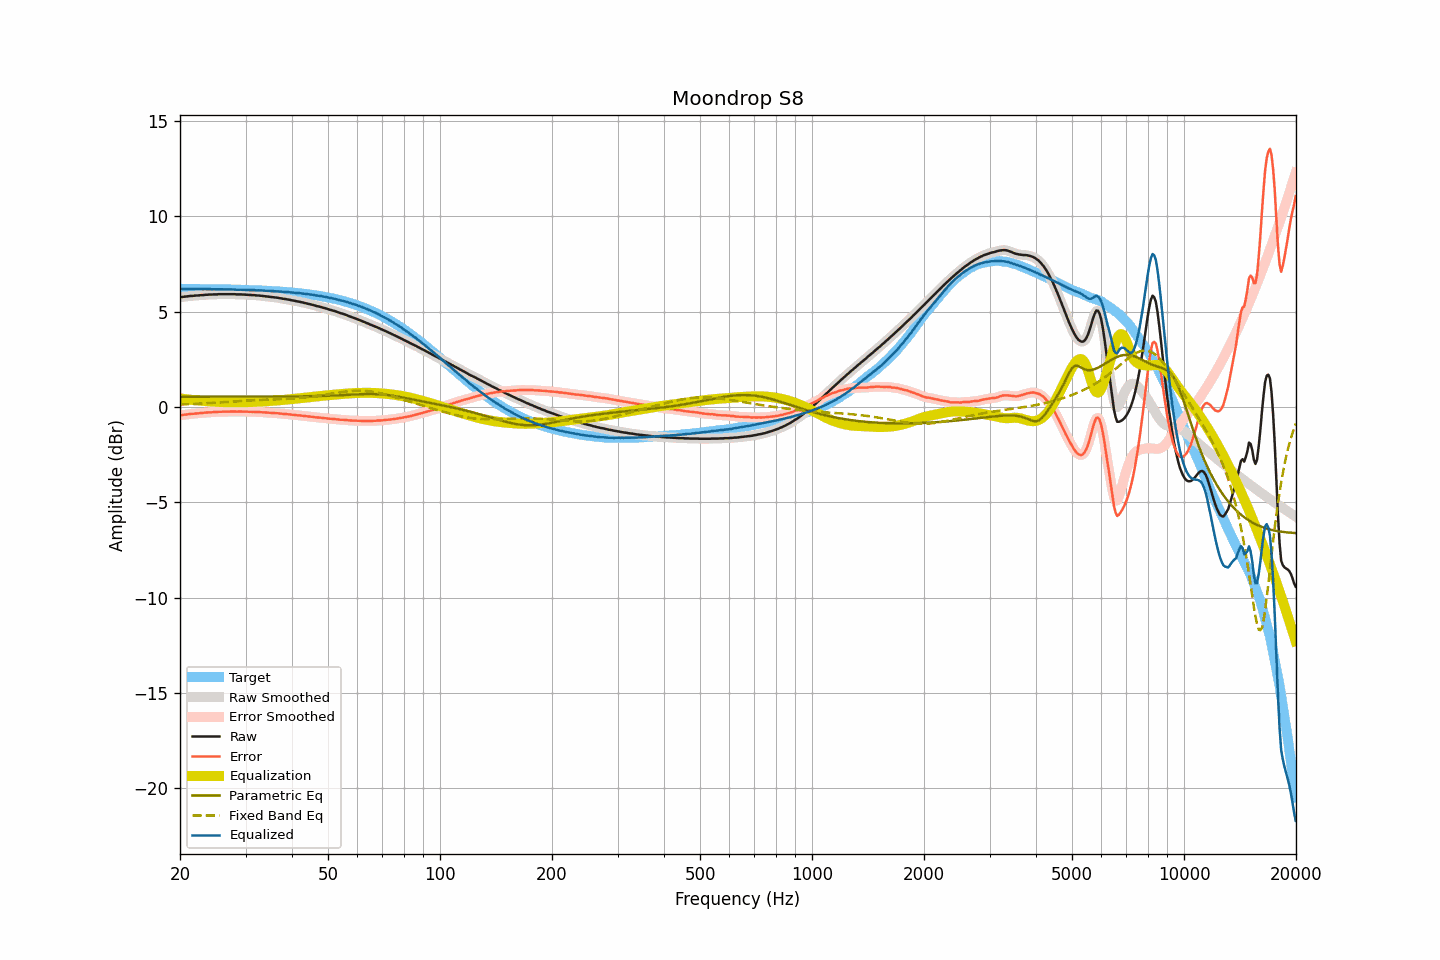 Moondrop S8
15
10
5
0
−5
−10
−15
−20
Amplitude (dBr)
Target
Raw Smoothed
Error Smoothed
Raw
Error
Equalization
Parametric Eq
Fixed Band Eq
Equalized
20 50 100 200 500 1000 2000 5000 10000 20000
Frequency (Hz)